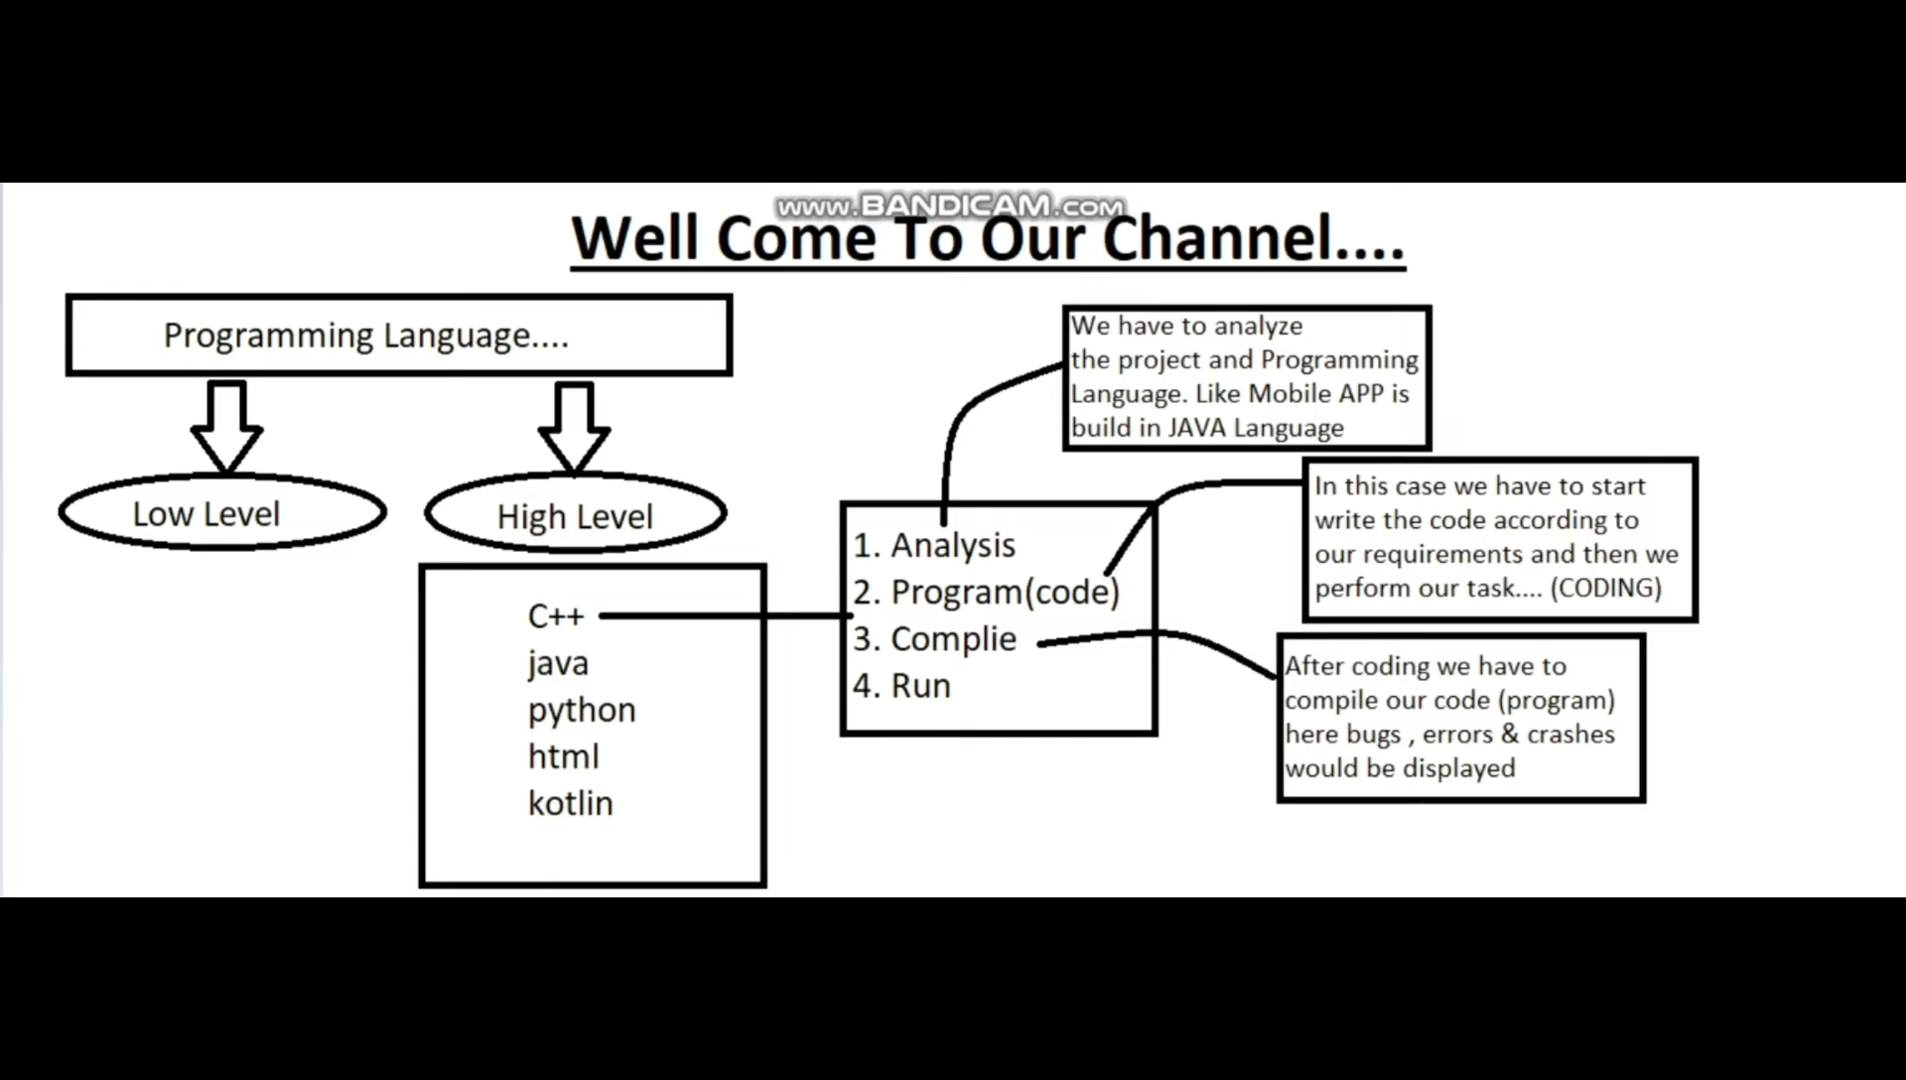 www.BANDICAM.com
Well Come To Our Channel....
Programming Language....
Low Level
High Level
C++
java
python
html
kotlin
1. Analysis
2. Program(code)
3. Complie
4. Run
We have to analyze
the project and Programming
Language. Like Mobile APP is
build in JAVA Language
In this case we have to start
write the code according to
our requirements and then we
perform our task.... (CODING)
After coding we have to
compile our code (program)
here bugs , errors & crashes
would be displayed